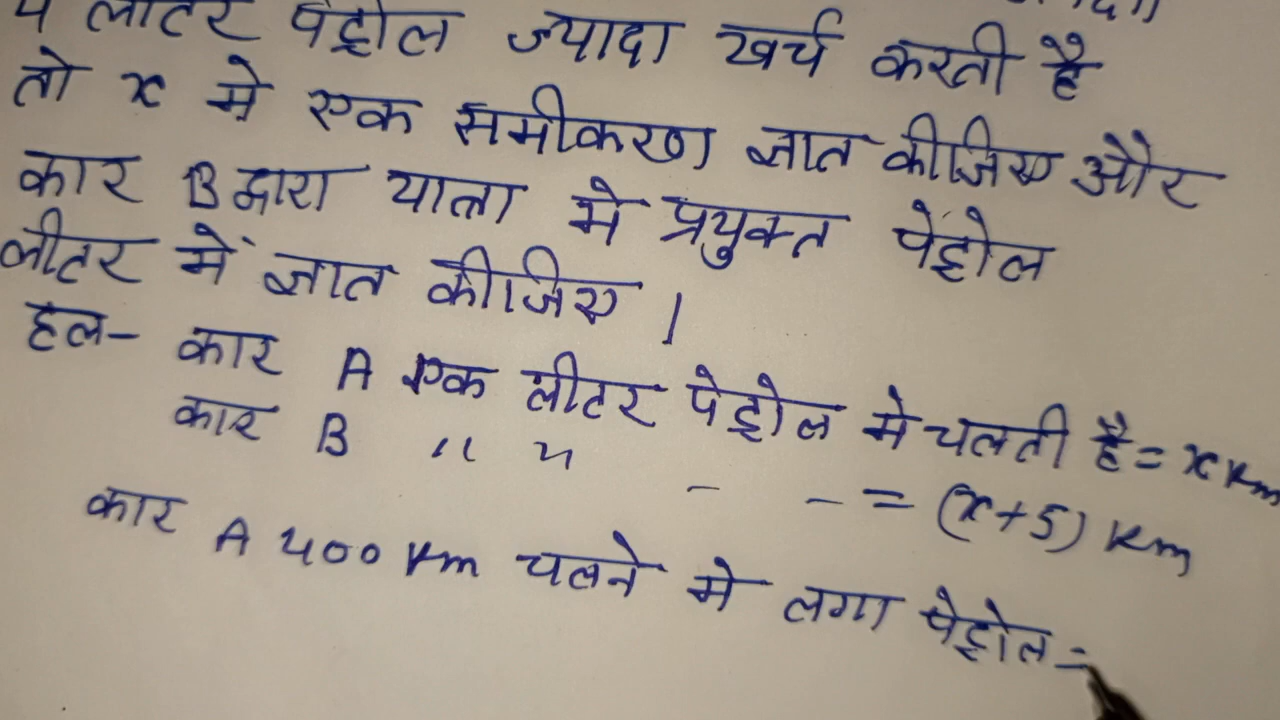 4 लीटर पेट्रोल ज्यादा खर्च करती है
तो x मे एक समीकरण ज्ञात कीजिए और
कार B द्वारा यात्रा मे प्रयुक्त पेट्रोल
लीटर में ज्ञात कीजिए ।
हल- कार A एक लीटर पेट्रोल मे चलती है = x km
कार B " " - - = (x+5) km
कार A 400 km चलने मे लगा पेट्रोल =